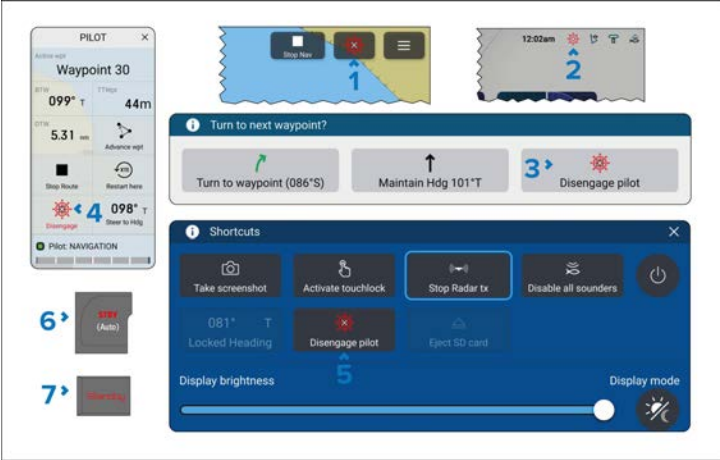 PILOT ×
Active wpt
Waypoint 30
BTW
099° T
TTWpt
44m
DTW
5.31 nm
Advance wpt
Stop Route
Restart here
Disengage
4
098° T
Steer to Hdg
Pilot: NAVIGATION
Stop Nav
1
12:02am
2
Turn to next waypoint?
Turn to waypoint (086°S)
Maintain Hdg 101°T
3
Disengage pilot
Shortcuts
Take screenshot
Activate touchlock
Stop Radar tx
Disable all sounders
081° T
Locked Heading
Disengage pilot
Eject SD card
5
Display brightness
Display mode
6
STBY
(Auto)
7
Standby